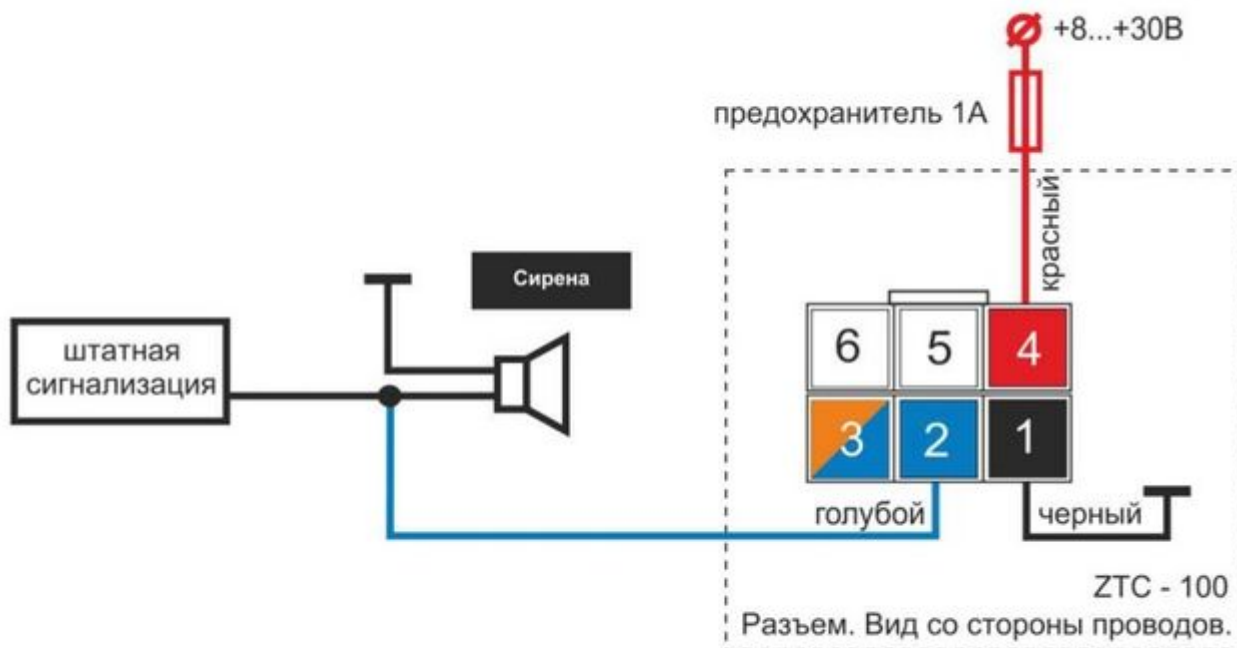 +8...+30В
предохранитель 1А
красный
Сирена
штатная
сигнализация
6 5 4
3 2 1
голубой
черный
ZTC - 100
Разъем. Вид со стороны проводов.